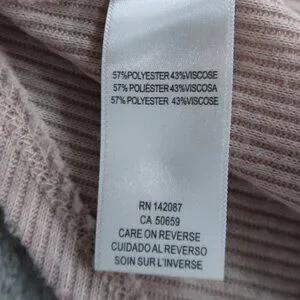 57%POLYESTER 43%VISCOSE
57% POLIÉSTER 43%VISCOSA
57% POLYESTER 43%VISCOSE
RN 142087
CA 50659
CARE ON REVERSE
CUIDADO AL REVERSO
SOIN SUR L'INVERSE